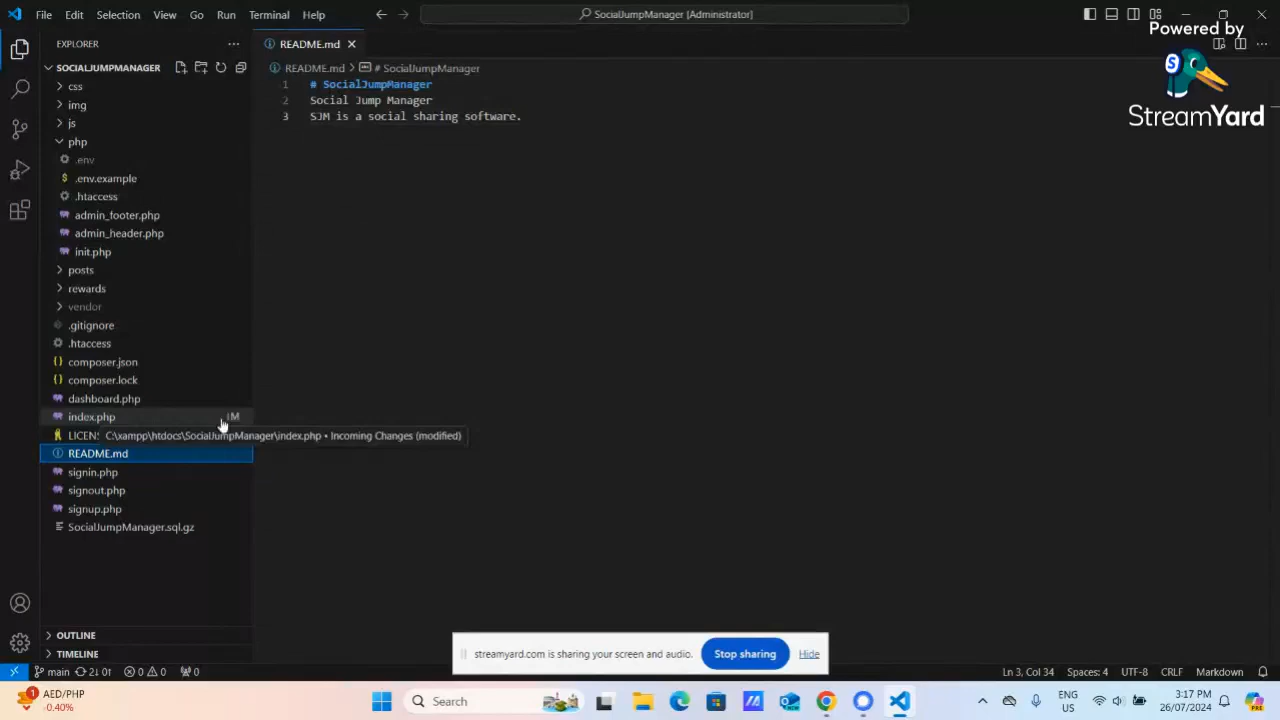 File Edit Selection View Go Run Terminal Help
SocialJumpManager [Administrator]
Powered by
StreamYard
EXPLORER
README.md
SOCIALJUMPMANAGER
README.md > # SocialJumpManager
css
img
js
php
.env
.env.example
.htaccess
admin_footer.php
admin_header.php
init.php
posts
rewards
vendor
.gitignore
.htaccess
composer.json
composer.lock
dashboard.php
index.php
M
LICENS
README.md
signin.php
signout.php
signup.php
SocialJumpManager.sql.gz
1 # SocialJumpManager
2 Social Jump Manager
3 SJM is a social sharing software.
C:\xampp\htdocs\SocialJumpManager\index.php • Incoming Changes (modified)
OUTLINE
TIMELINE
streamyard.com is sharing your screen and audio.
Stop sharing
Hide
main
0 0
0
Ln 3, Col 34
Spaces: 4
UTF-8
CRLF
Markdown
1
AED/PHP
-0.40%
Search
ENG
US
3:17 PM
26/07/2024